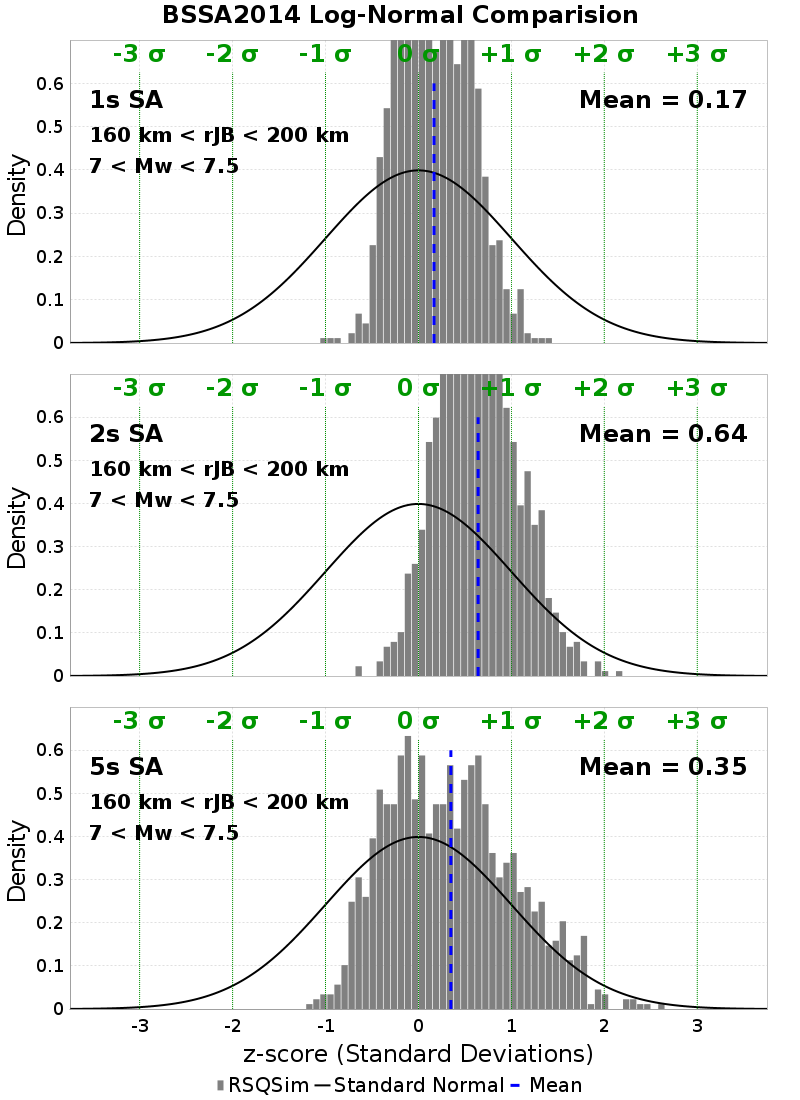 BSSA2014 Log-Normal Comparision
-3 σ -2 σ -1 σ 0 σ +1 σ +2 σ +3 σ
0.6
1s SA Mean = 0.17
0.5
160 km < rJB < 200 km
7 < Mw < 7.5
0.4
Density
0.3
0.2
0.1
0
-3 σ -2 σ -1 σ 0 σ +1 σ +2 σ +3 σ
0.6
2s SA Mean = 0.64
0.5
160 km < rJB < 200 km
7 < Mw < 7.5
0.4
Density
0.3
0.2
0.1
0
-3 σ -2 σ -1 σ 0 σ +1 σ +2 σ +3 σ
0.6
5s SA Mean = 0.35
0.5
160 km < rJB < 200 km
7 < Mw < 7.5
0.4
Density
0.3
0.2
0.1
0
-3 -2 -1 0 1 2 3
z-score (Standard Deviations)
RSQSim Standard Normal Mean